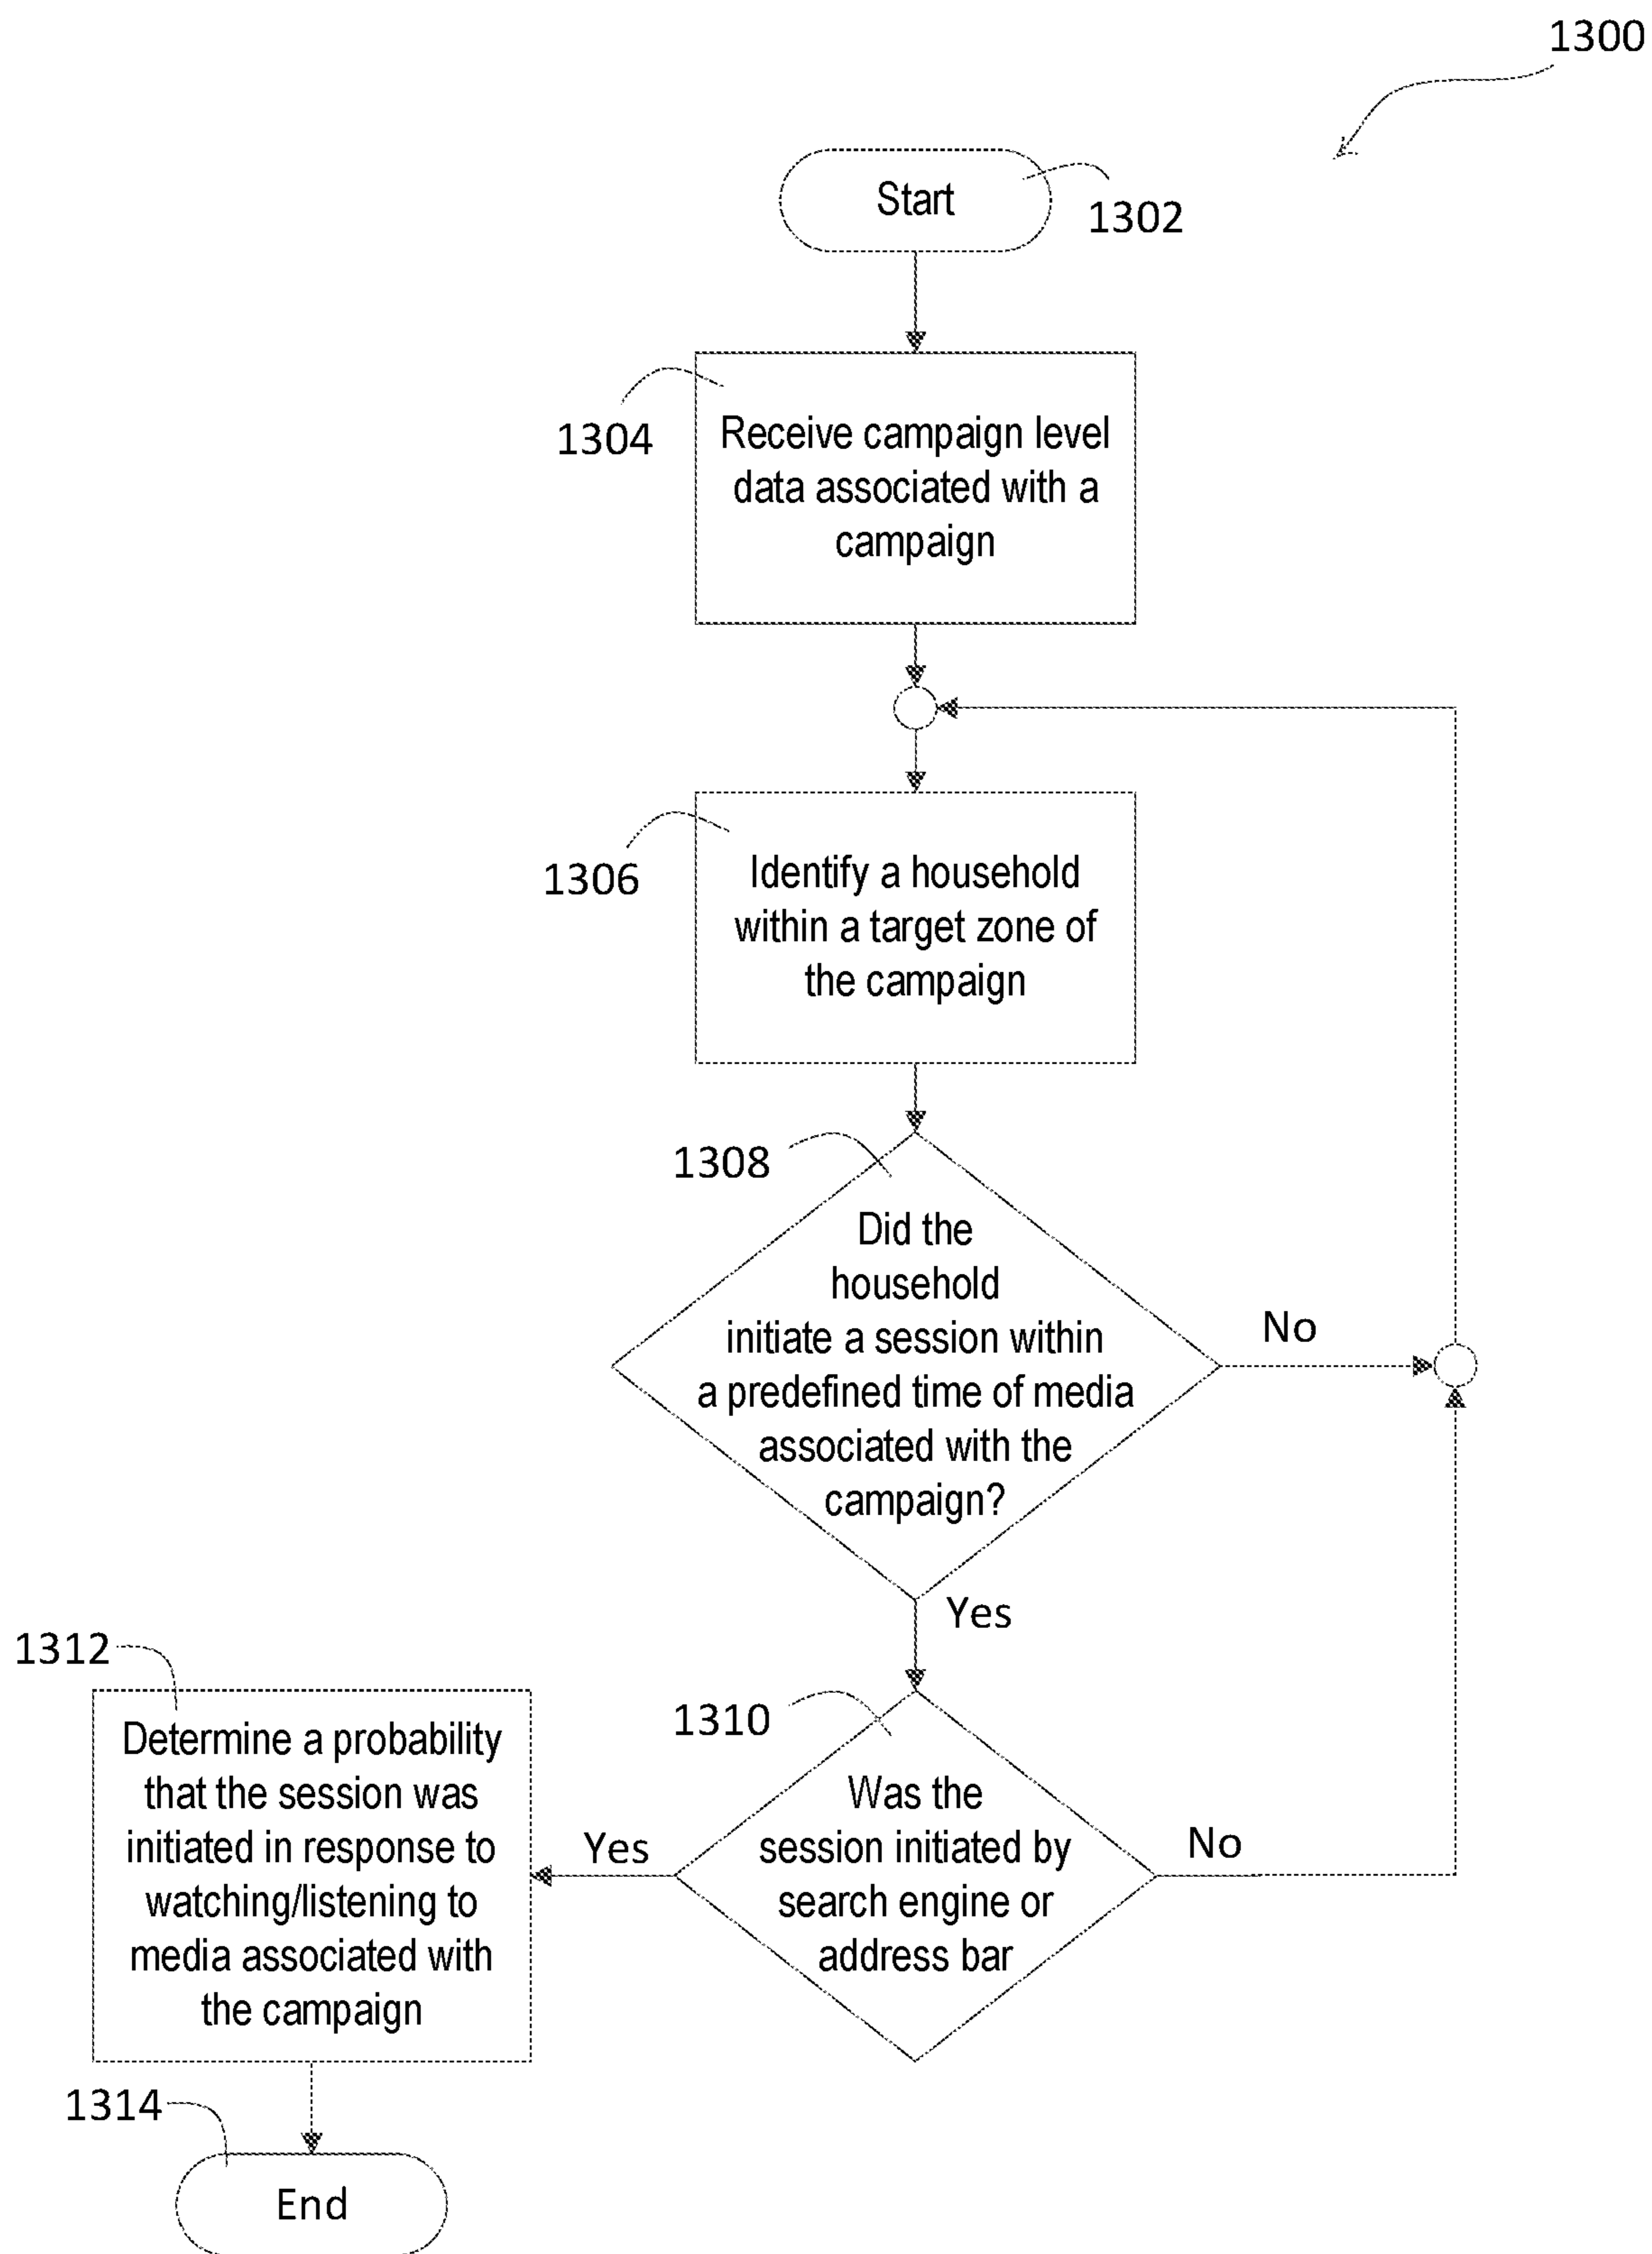 1300
Start
1302
1304
Receive campaign level
data associated with a
campaign
1306
Identify a household
within a target zone of
the campaign
1308
Did the
household
initiate a session within
a predefined time of media
associated with the
campaign?
No
Yes
1310
Was the
session initiated by
search engine or
address bar
No
Yes
1312
Determine a probability
that the session was
initiated in response to
watching/listening to
media associated with
the campaign
1314
End